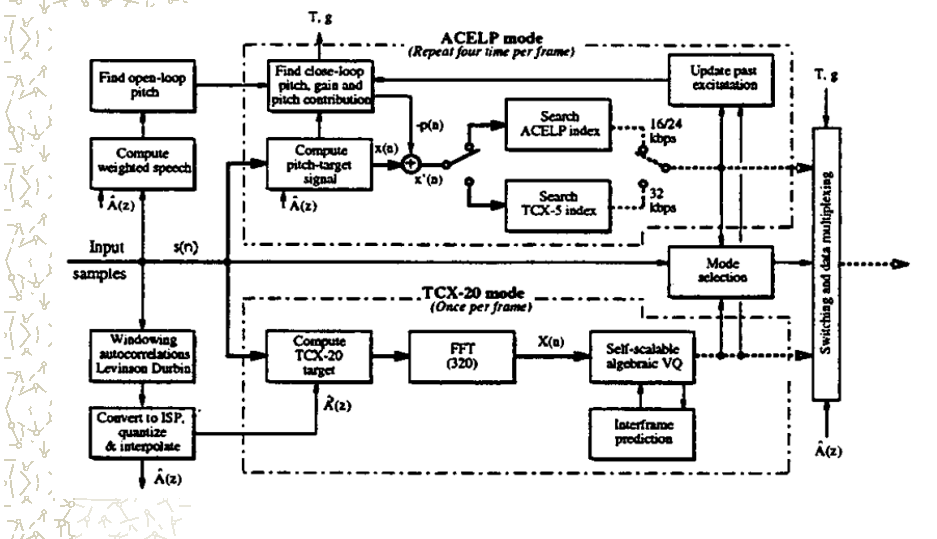 T, g
ACELP mode
(Repeat four time per frame)
Find open-loop
pitch
Find close-loop
pitch, gain and
pitch contribution
Update past
excitatation
T, g
-p(n)
Search
ACELP index
16/24
kbps
Compute
weighted speech
Compute
pitch-target
signal
x(n)
+
x'(n)
Â(z)
Â(z)
Search
TCX-5 index
32
kbps
Input
samples
s(n)
Mode
selection
Switching and data multiplexing
TCX-20 mode
(Once per frame)
Windowing
autocorrelations
Levinson Durbin
Compute
TCX-20
target
FFT
(320)
X(n)
Self-scalable
algebraic VQ
Â(z)
Convert to ISP,
quantize
& interpolate
Interframe
prediction
Â(z)
Â(z)